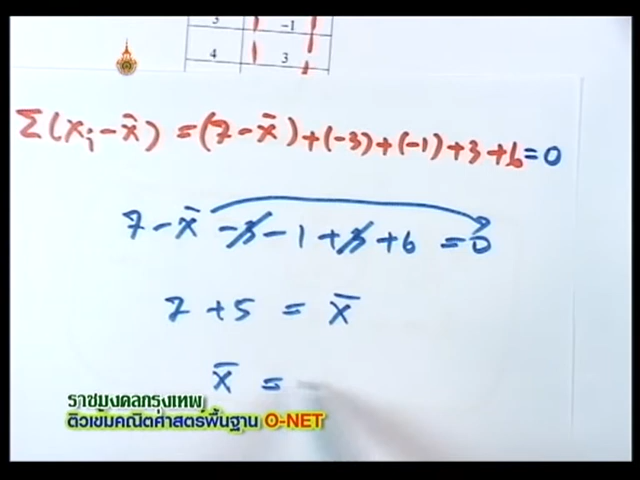 3 -1
4 3
Σ(xᵢ-x̄) =(7-x̄)+(-3)+(-1)+3+6=0
7-x̄-3-1+3+6=0
7+5 = x̄
x̄ =
ราชมงคลกรุงเทพ
ติวเข้มคณิตศาสตร์พื้นฐาน O-NET